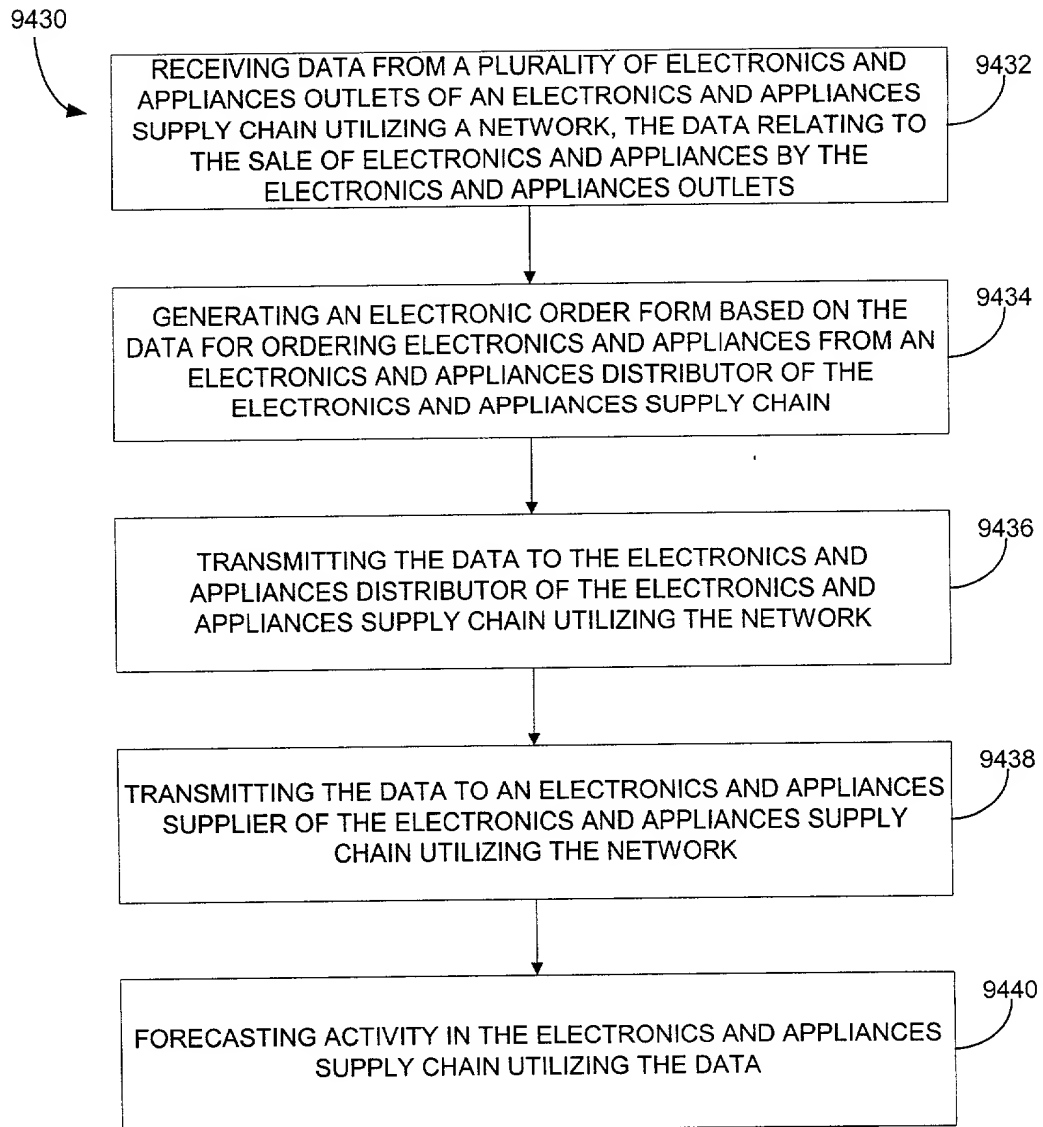 9430
RECEIVING DATA FROM A PLURALITY OF ELECTRONICS AND
APPLIANCES OUTLETS OF AN ELECTRONICS AND APPLIANCES
SUPPLY CHAIN UTILIZING A NETWORK, THE DATA RELATING TO
THE SALE OF ELECTRONICS AND APPLIANCES BY THE
ELECTRONICS AND APPLIANCES OUTLETS
9432
GENERATING AN ELECTRONIC ORDER FORM BASED ON THE
DATA FOR ORDERING ELECTRONICS AND APPLIANCES FROM AN
ELECTRONICS AND APPLIANCES DISTRIBUTOR OF THE
ELECTRONICS AND APPLIANCES SUPPLY CHAIN
9434
TRANSMITTING THE DATA TO THE ELECTRONICS AND
APPLIANCES DISTRIBUTOR OF THE ELECTRONICS AND
APPLIANCES SUPPLY CHAIN UTILIZING THE NETWORK
9436
TRANSMITTING THE DATA TO AN ELECTRONICS AND APPLIANCES
SUPPLIER OF THE ELECTRONICS AND APPLIANCES SUPPLY
CHAIN UTILIZING THE NETWORK
9438
FORECASTING ACTIVITY IN THE ELECTRONICS AND APPLIANCES
SUPPLY CHAIN UTILIZING THE DATA
9440